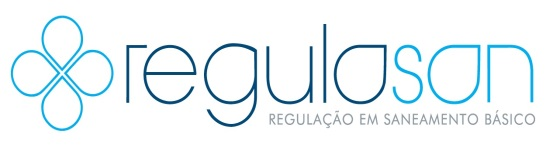 regulasan
REGULAÇÃO EM SANEAMENTO BÁSICO